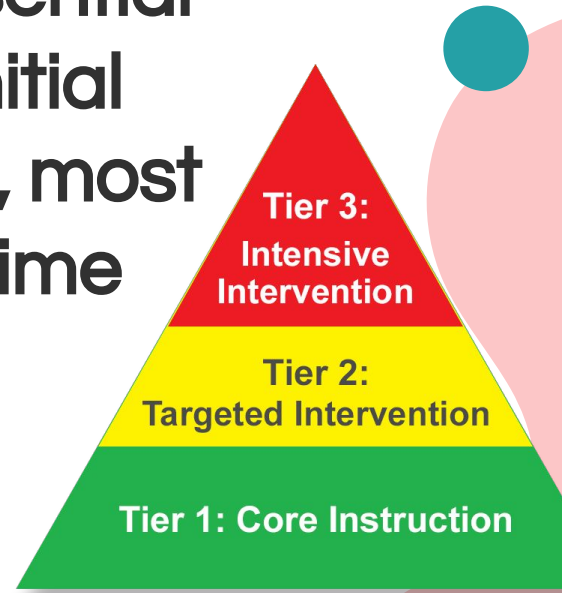 itial
, most
ime
Tier 3:
Intensive
Intervention
Tier 2:
Targeted Intervention
Tier 1: Core Instruction